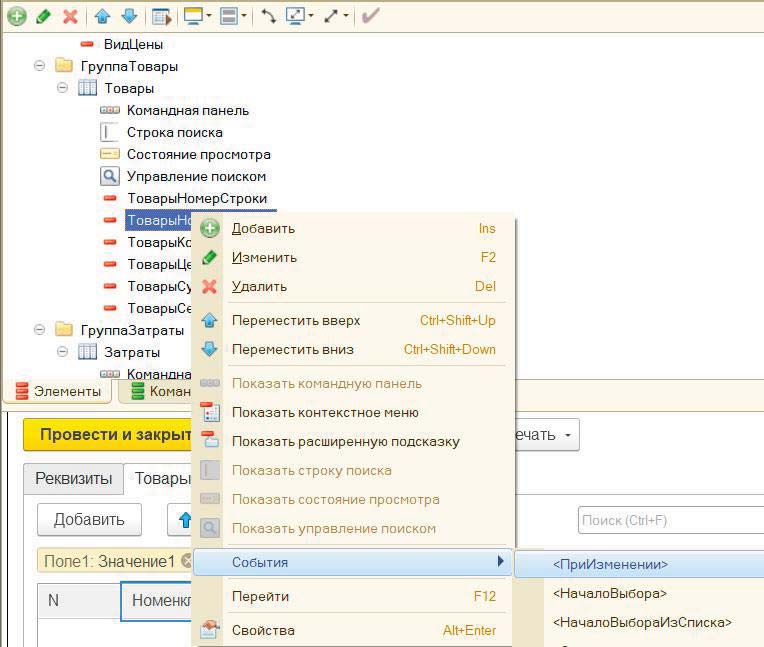 ВидЦены
ГруппаТовары
Товары
Командная панель
Строка поиска
Состояние просмотра
Управление поиском
ТоварыНомерСтроки
ТоварыНо
ТоварыКо
ТоварыЦе
ТоварыСу
ТоварыСе
ГруппаЗатраты
Затраты
Командна
Элементы
Коман
Добавить Ins
Изменить F2
Удалить Del
Переместить вверх Ctrl+Shift+Up
Переместить вниз Ctrl+Shift+Down
Показать командную панель
Показать контекстное меню
Показать расширенную подсказку
Показать строку поиска
Показать состояние просмотра
Показать управление поиском
События
Перейти F12
Свойства Alt+Enter
<ПриИзменении>
<НачалоВыбора>
<НачалоВыбораИзСписка>
Провести и закрыт
ечать
Реквизиты
Товары
Добавить
Поиск (Ctrl+F)
Поле1: Значение1
N
Номенкл